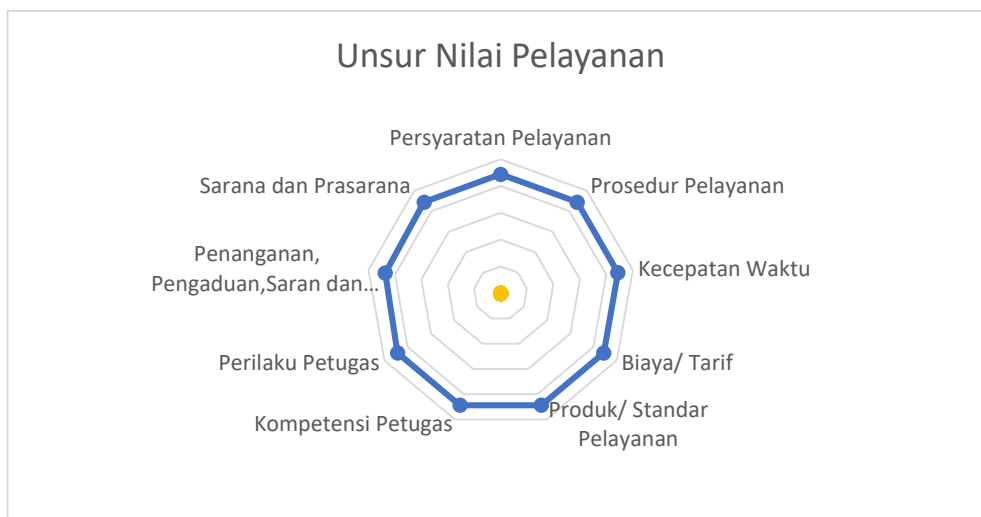 Unsur Nilai Pelayanan
Persyaratan Pelayanan
Prosedur Pelayanan
Kecepatan Waktu
Biaya/ Tarif
Produk/ Standar
Pelayanan
Kompetensi Petugas
Perilaku Petugas
Penanganan,
Pengaduan,Saran dan...
Sarana dan Prasarana